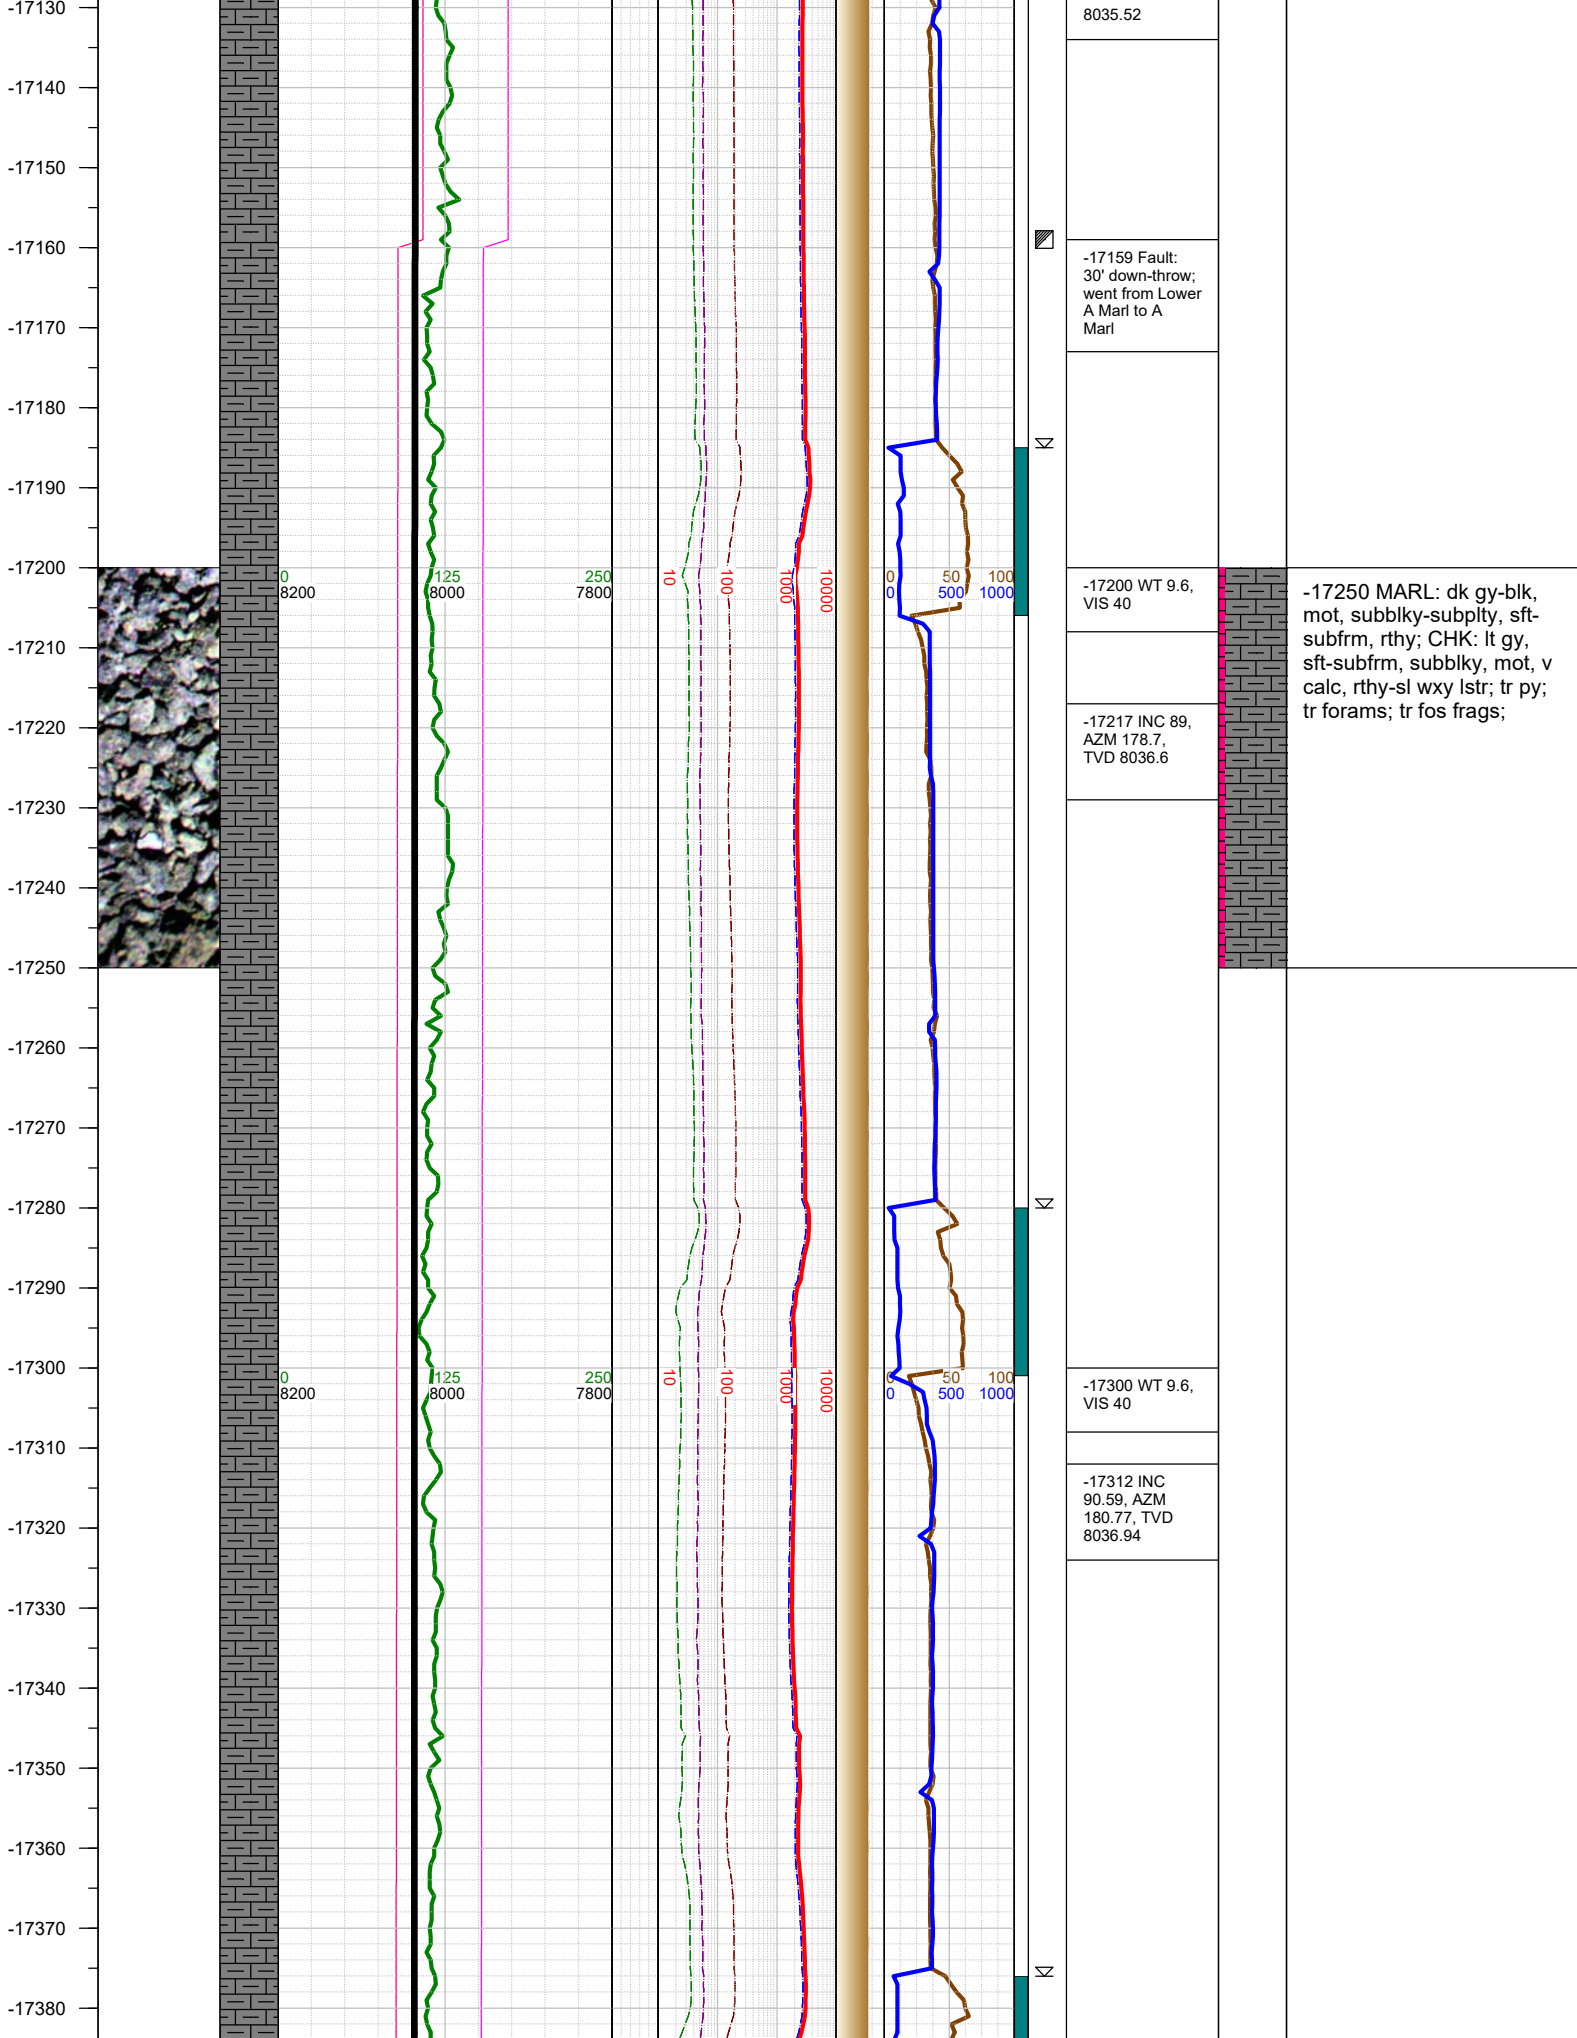 -17130
-17140
-17150
-17160
-17170
-17180
-17190
-17200
-17210
-17220
-17230
-17240
-17250
-17260
-17270
-17280
-17290
-17300
-17310
-17320
-17330
-17340
-17350
-17360
-17370
-17380
0 125 250
8200 8000 7800
10 100 1000 10000
0 50 100
0 500 1000
0 125 250
8200 8000 7800
10 100 1000 10000
0 50 100
0 500 1000
8035.52
-17159 Fault:
30' down-throw;
went from Lower
A Marl to A
Marl
-17200 WT 9.6,
VIS 40
-17217 INC 89,
AZM 178.7,
TVD 8036.6
-17300 WT 9.6,
VIS 40
-17312 INC
90.59, AZM
180.77, TVD
8036.94
-17250 MARL: dk gy-blk,
mot, subblky-subplty, sft-
subfrm, rthy; CHK: lt gy,
sft-subfrm, subblky, mot, v
calc, rthy-sl wxy lstr; tr py;
tr forams; tr fos frags;